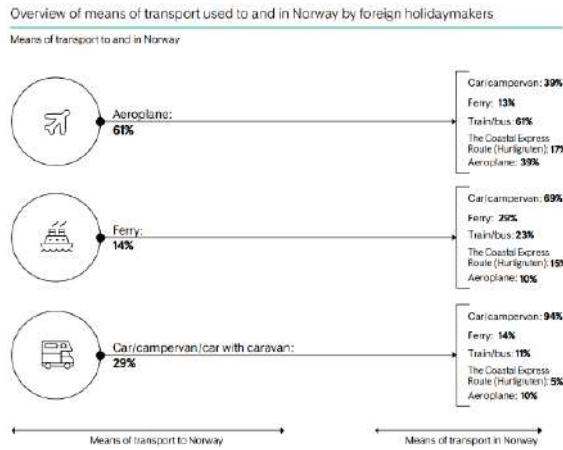 Overview of means of transport used to and in Norway by foreign holidaymakers
Means of transport to and in Norway
Aeroplane:
61%
Car/campervan: 39%
Ferry: 13%
Train/bus: 61%
The Coastal Express
Route (Hurtigruten): 17%
Aeroplane: 39%
Ferry:
14%
Car/campervan: 69%
Ferry: 29%
Train/bus: 23%
The Coastal Express
Route (Hurtigruten): 15%
Aeroplane: 10%
Car/campervan/car with caravan:
29%
Car/campervan: 94%
Ferry: 14%
Train/bus: 11%
The Coastal Express
Route (Hurtigruten): 5%
Aeroplane: 10%
Means of transport to Norway
Means of transport in Norway